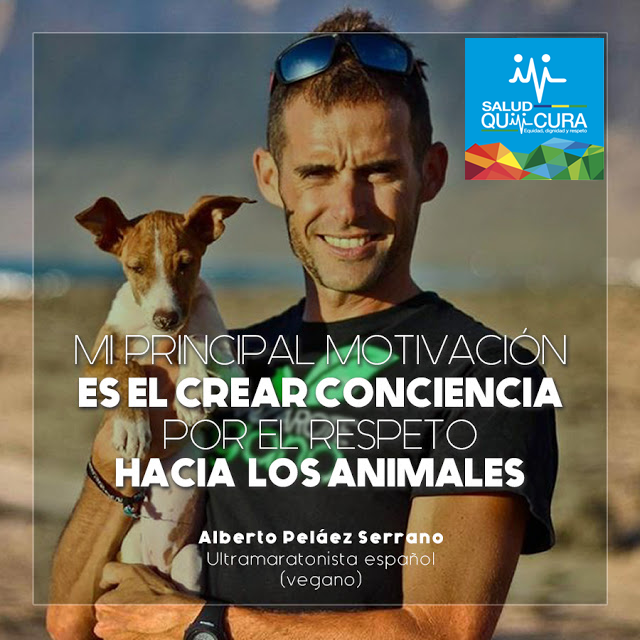 SALUD
QUILICURA
Equidad, dignidad y respeto
MI PRINCIPAL MOTIVACIÓN
ES EL CREAR CONCIENCIA
POR EL RESPETO
HACIA LOS ANIMALES
Alberto Peláez Serrano
Ultramaratonista español
(vegano)